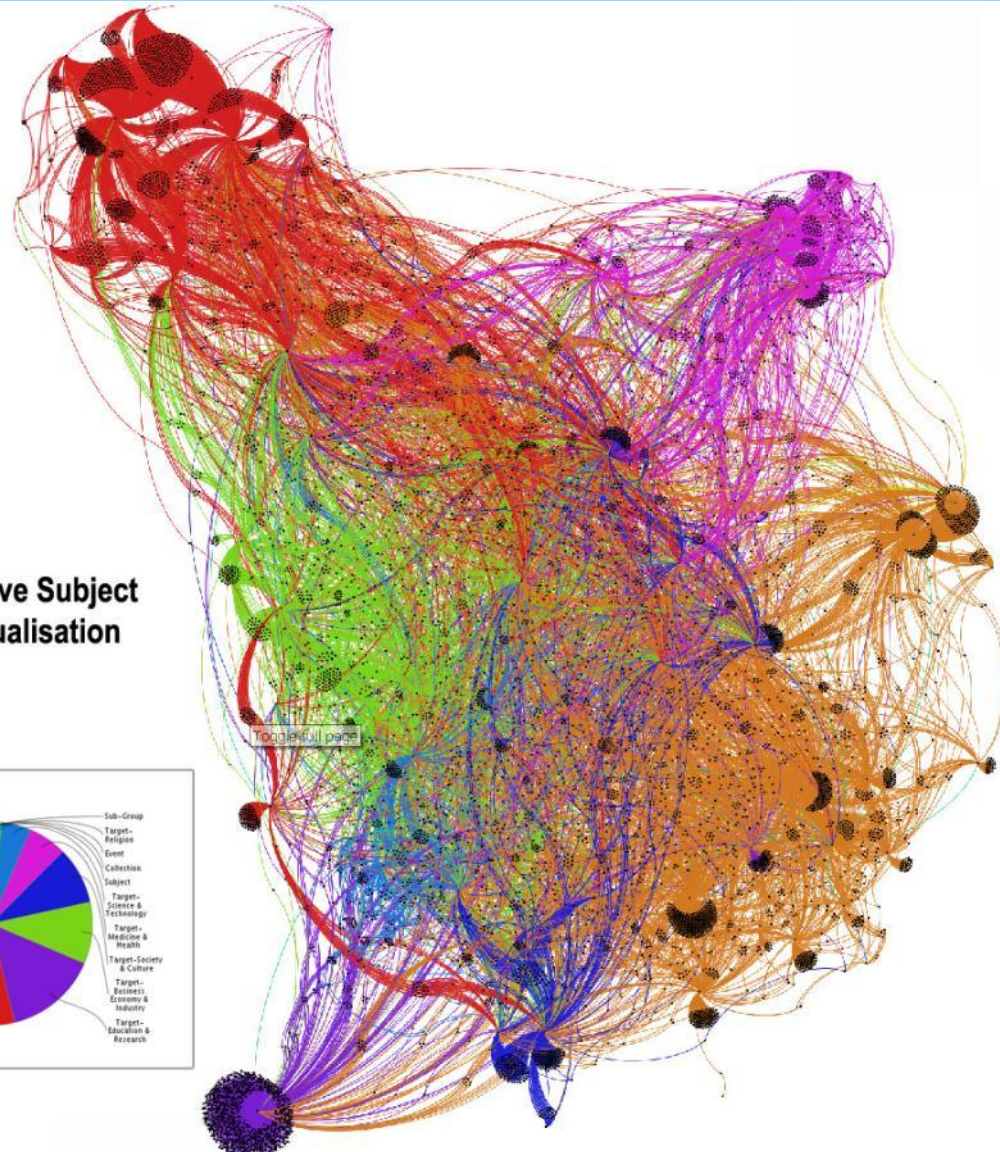 ve Subject
ualisation
Toggle full page
Sub-Group
Target-
Religion
Event
Collection
Subject
Target-
Science &
Technology
Target-
Medicine &
Health
Target-Society
& Culture
Target-
Business
Economy &
Industry
Target-
Education &
Research